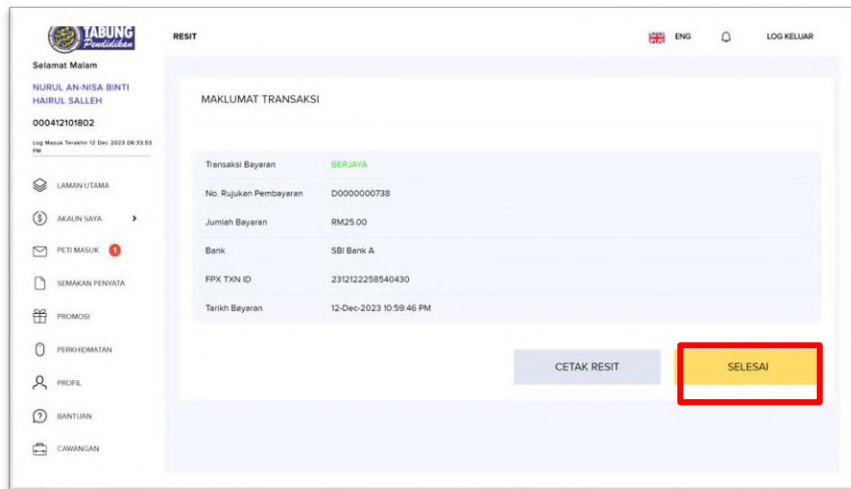 TABUNG
Pendidikan
RESIT
ENG
LOG KELUAR
Selamat Malam
NURUL AN-NISA BINTI
HAIRUL SALLEH
000412101802
Log Masuk Terakhir 12 Dec 2023 08:33:53
PM
LAMAN UTAMA
AKAUN SAYA
PETI MASUK 1
SEMAKAN PENYATA
PROMOSI
PERKHIDMATAN
PROFIL
BANTUAN
CAWANGAN
MAKLUMAT TRANSAKSI
Transaksi Bayaran BERJAYA
No. Rujukan Pembayaran D0000000738
Jumlah Bayaran RM25.00
Bank SBI Bank A
FPX TXN ID 2312122258540430
Tarikh Bayaran 12-Dec-2023 10:59:46 PM
CETAK RESIT
SELESAI